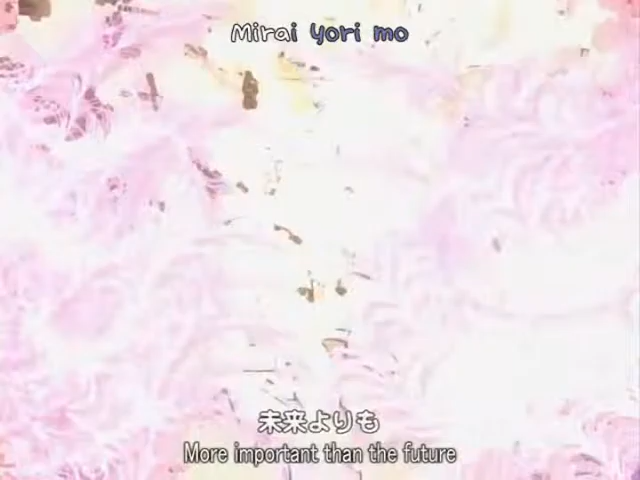 Mirai yori mo
未来よりも
More important than the future